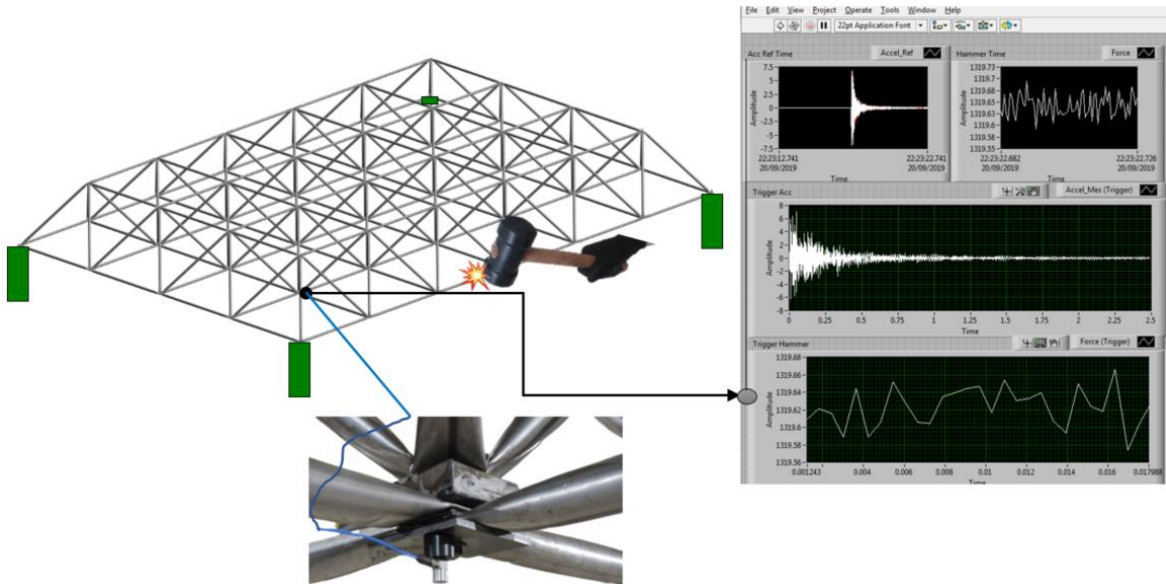 File Edit View Project Operate Tools Window Help
22pt Application Font
Acc Ref Time
Accel_Ref
Amplitude
7.5
5.0
2.5
0.0
-2.5
-5.0
-7.5
22:23:12.741
20/09/2019
22:23:22.741
20/09/2019
Time
Hammer Time
Force
Amplitude
1319.73
1319.7
1319.68
1319.65
1319.63
1319.6
1319.58
1319.55
22:23:22.682
20/09/2019
22:23:22.726
20/09/2019
Time
Trigger Acc
Accel_Mes (Trigger)
Amplitude
8
6
4
2
0
-2
-4
-6
-8
0 0.25 0.5 0.75 1 1.25 1.5 1.75 2 2.25 2.5
Time
Trigger Hammer
Force (Trigger)
Amplitude
1319.68
1319.66
1319.64
1319.62
1319.6
1319.58
1319.56
0.001243 0.004 0.006 0.008 0.01 0.012 0.014 0.016 0.017988
Time